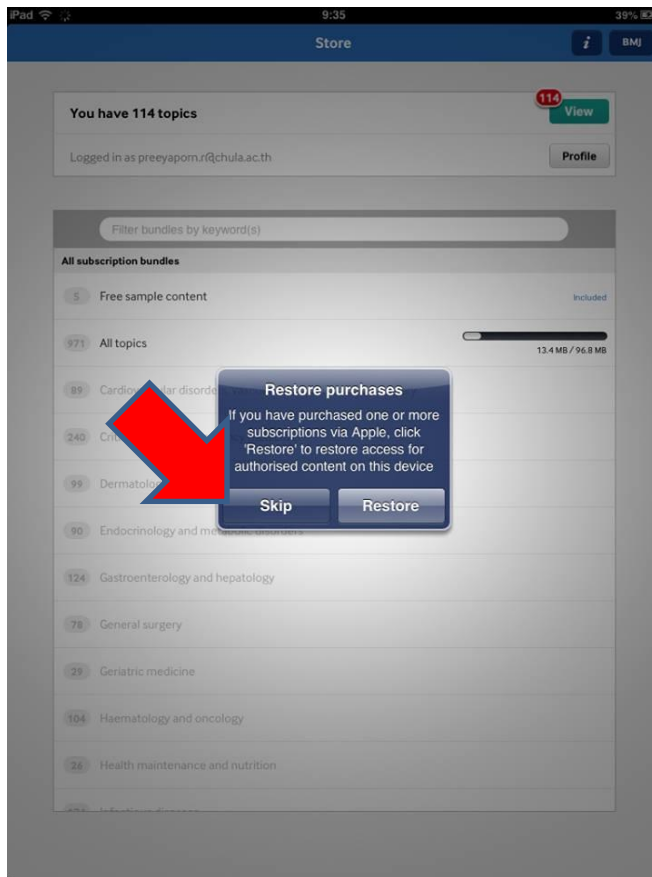 iPad 9:35 39%
Store i BMJ
You have 114 topics 114 View
Logged in as preeyaporn.r@chula.ac.th Profile
Filter bundles by keyword(s)
All subscription bundles
5 Free sample content Included
971 All topics
13.4 MB / 96.8 MB
89 Cardiovascular disorders
Restore purchases
If you have purchased one or more
subscriptions via Apple, click
'Restore' to restore access for
authorised content on this device
Skip Restore
240
99 Dermatology
90 Endocrinology and metabolic disorders
124 Gastroenterology and hepatology
78 General surgery
29 Geriatric medicine
104 Haematology and oncology
26 Health maintenance and nutrition